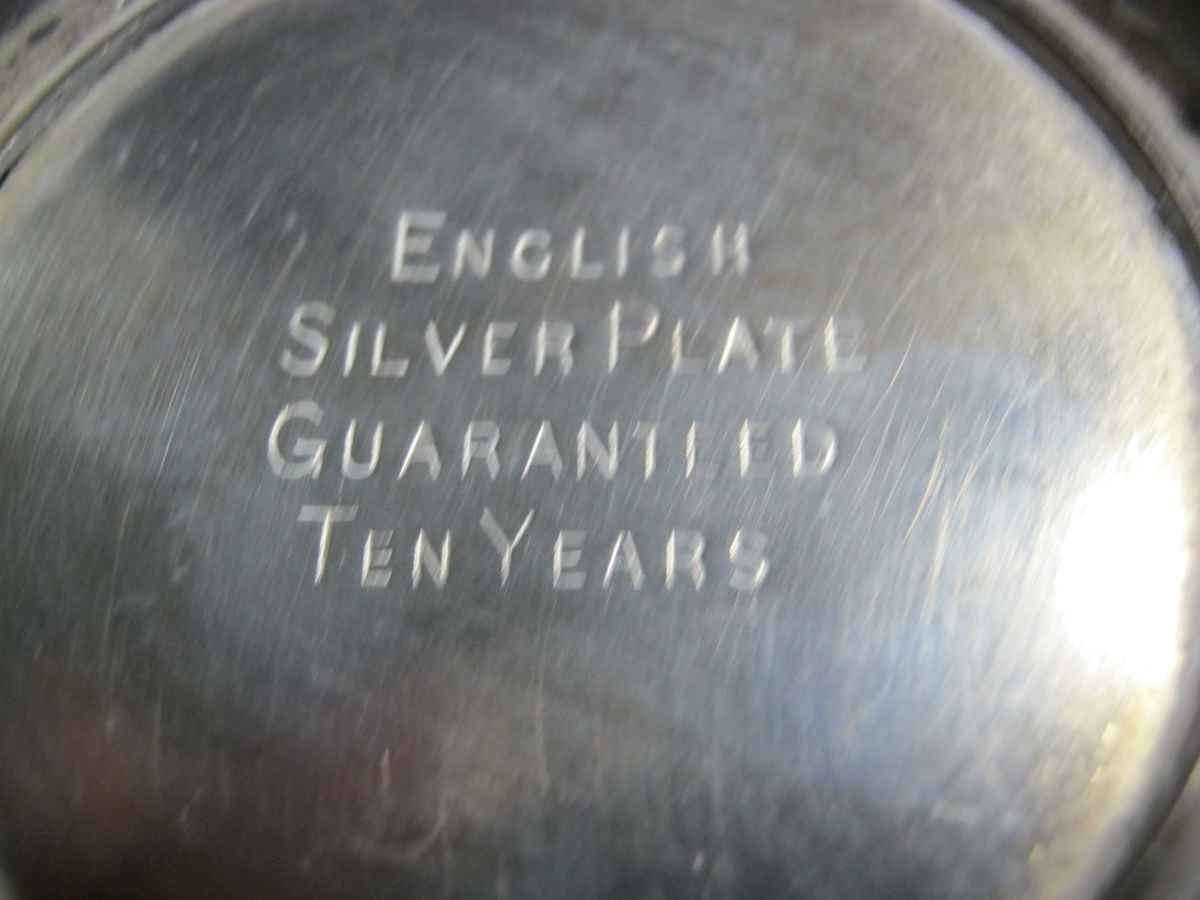 ENGLISH
SILVER PLATE
GUARANTEED
TEN YEARS